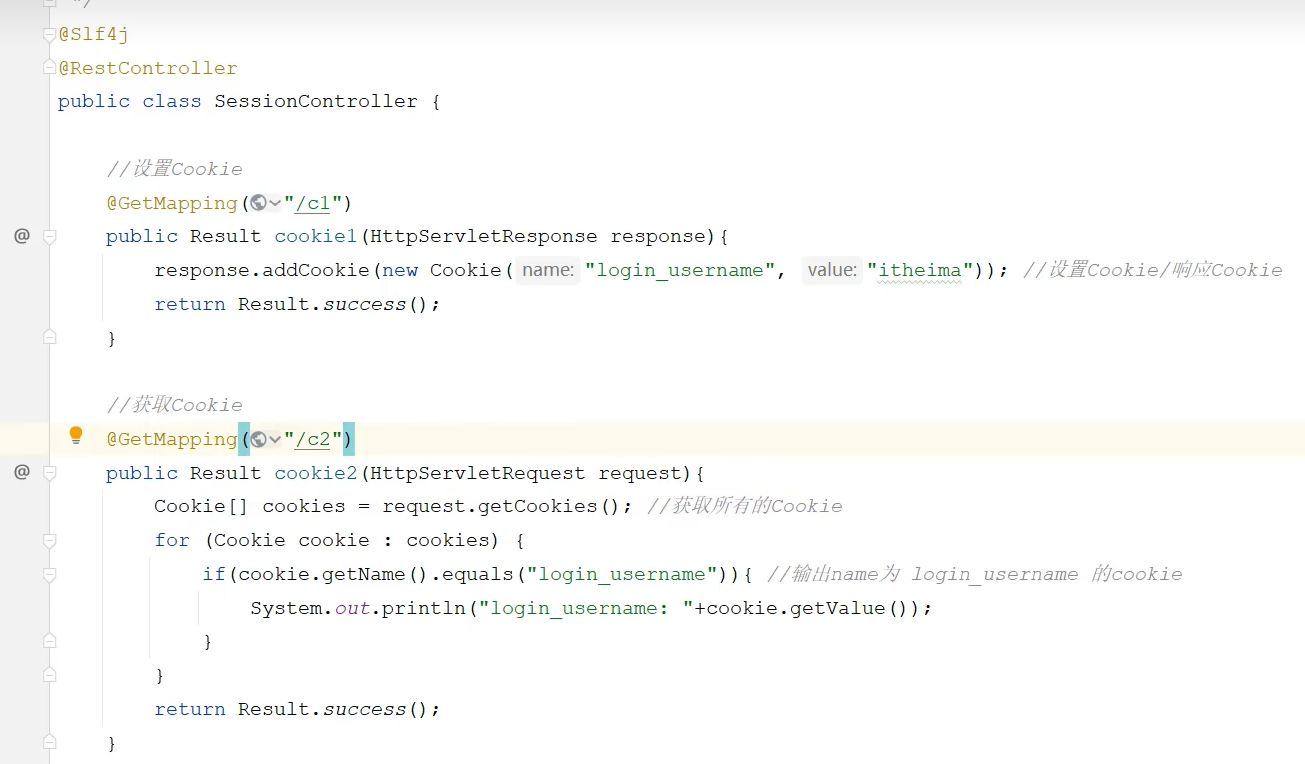 */
@Slf4j
@RestController
public class SessionController {
//设置Cookie
@GetMapping("/c1")
@ public Result cookie1(HttpServletResponse response){
response.addCookie(new Cookie( name: "login_username", value: "itheima")); //设置Cookie/响应Cookie
return Result.success();
}
//获取Cookie
@GetMapping("/c2")
@ public Result cookie2(HttpServletRequest request){
Cookie[] cookies = request.getCookies(); //获取所有的Cookie
for (Cookie cookie : cookies) {
if(cookie.getName().equals("login_username")){ //输出name为 login_username 的cookie
System.out.println("login_username: "+cookie.getValue());
}
}
return Result.success();
}